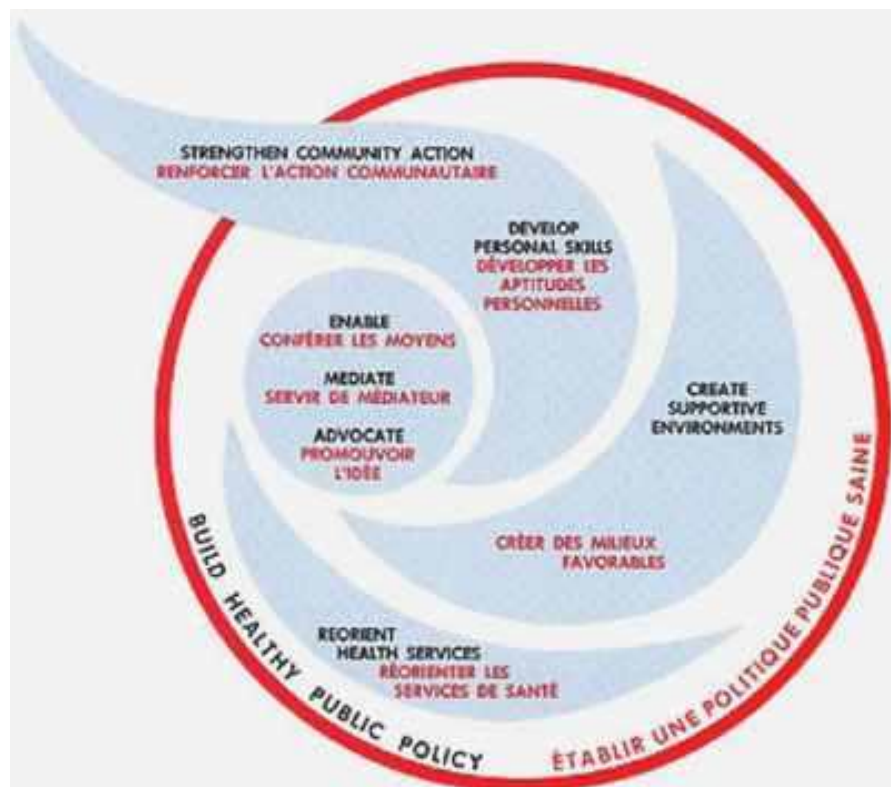 STRENGTHEN COMMUNITY ACTION
RENFORCER L'ACTION COMMUNAUTAIRE
DEVELOP
PERSONAL SKILLS
DÉVELOPPER LES
APTITUDES
PERSONNELLES
ENABLE
CONFÉRER LES MOYENS
MEDIATE
SERVIR DE MÉDIATEUR
ADVOCATE
PROMOUVOIR
L'IDÉE
CREATE
SUPPORTIVE
ENVIRONMENTS
CRÉER DES MILIEUX
FAVORABLES
REORIENT
HEALTH SERVICES
RÉORIENTER LES
SERVICES DE SANTÉ
BUILD HEALTHY PUBLIC POLICY
ÉTABLIR UNE POLITIQUE PUBLIQUE SAINE